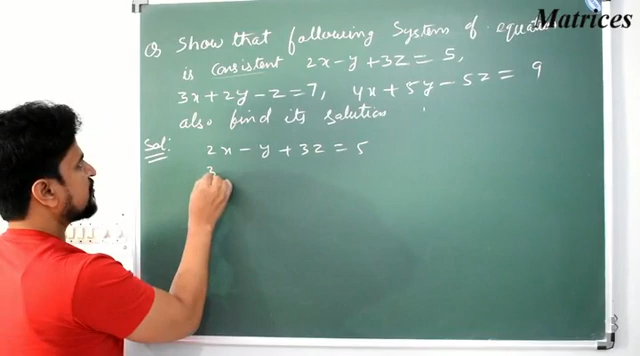 Matrices
Q Show that following System of equation
is consistent 2x-y+3z=5,
3x+2y-z=7, 4x+5y-5z=9
also find its solution.
Sol: 2x-y+3z=5
3